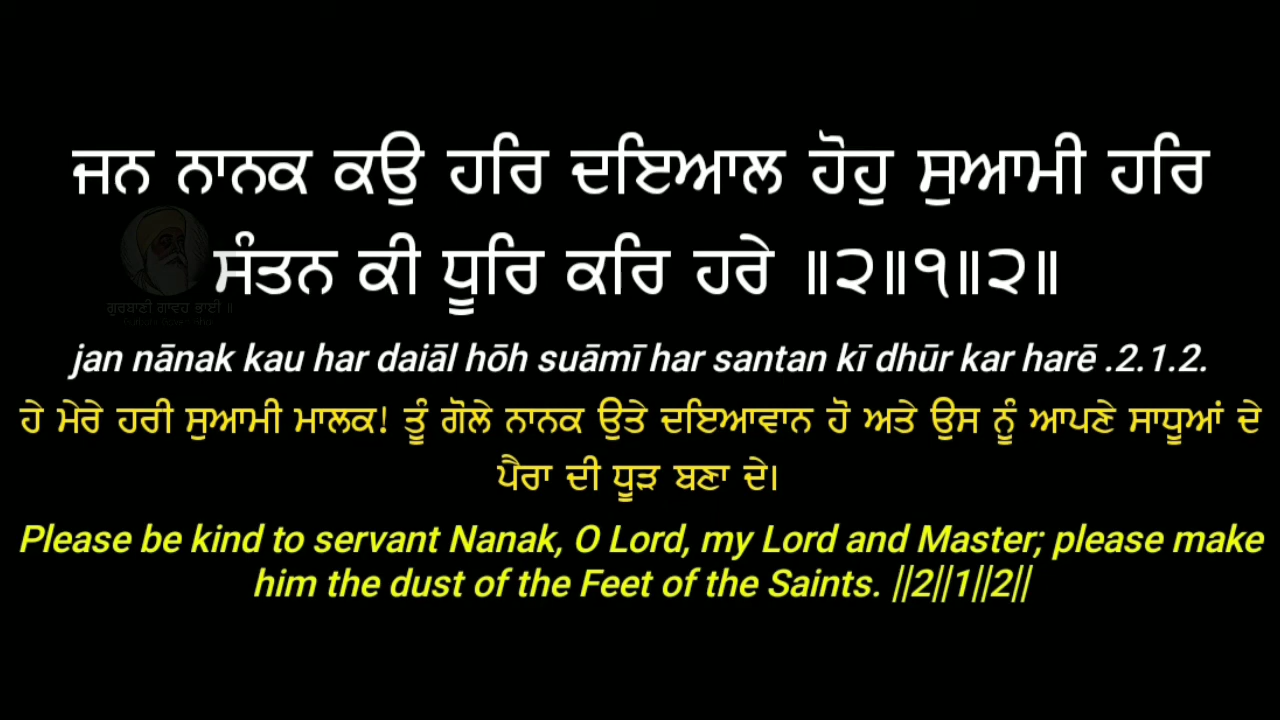 ਜਨ ਨਾਨਕ ਕਉ ਹਰਿ ਦਇਆਲ ਹੋਹੁ ਸੁਆਮੀ ਹਰਿ
ਸੰਤਨ ਕੀ ਧੂਰਿ ਕਰਿ ਹਰੇ ॥੨॥੧॥੨॥
ਗੁਰਬਾਣੀ ਗਾਵਹ ਭਾਈ ॥
jan nānak kau har daiāl hōh suāmī har santan kī dhūr kar harē .2.1.2.
ਹੇ ਮੇਰੇ ਹਰੀ ਸੁਆਮੀ ਮਾਲਕ! ਤੂੰ ਗੋਲੇ ਨਾਨਕ ਉਤੇ ਦਇਆਵਾਨ ਹੋ ਅਤੇ ਉਸ ਨੂੰ ਆਪਣੇ ਸਾਧੂਆਂ ਦੇ
ਪੈਰਾ ਦੀ ਧੂੜ ਬਣਾ ਦੇ।
Please be kind to servant Nanak, O Lord, my Lord and Master; please make
him the dust of the Feet of the Saints. ||2||1||2||